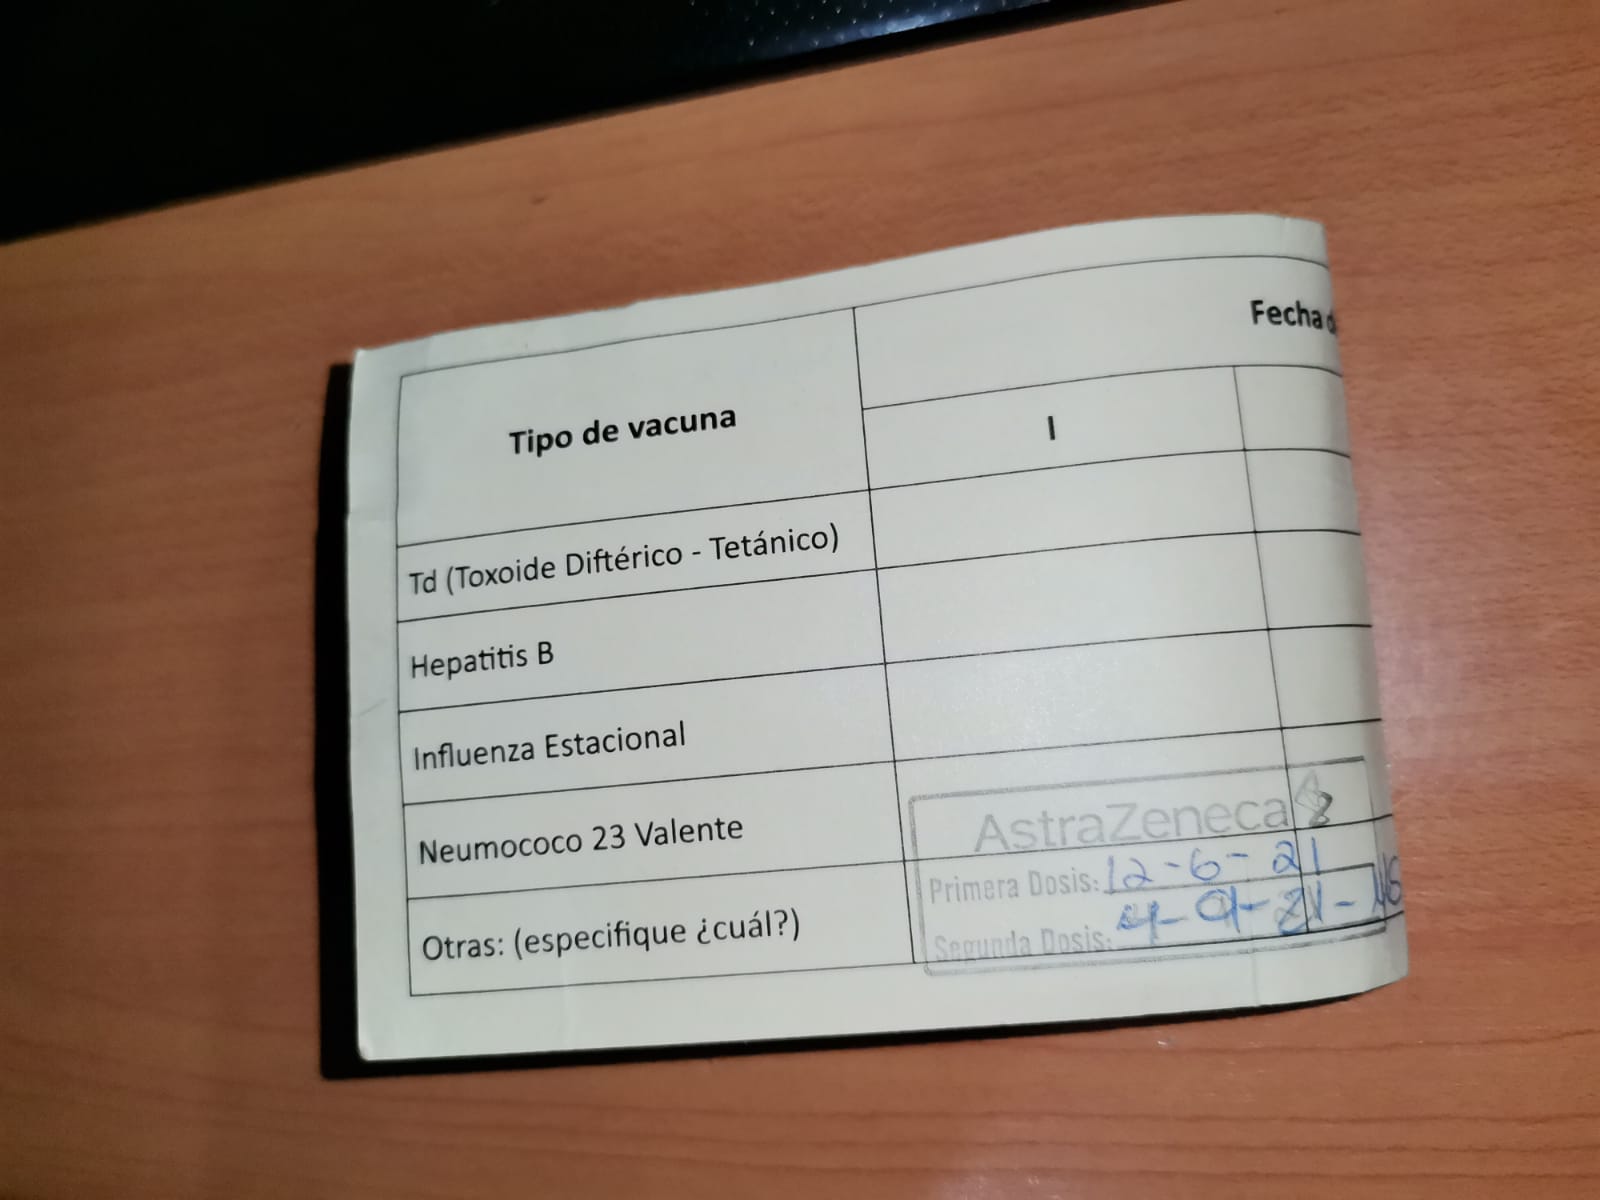 Tipo de vacuna
Fecha
I
Td (Toxoide Diftérico - Tetánico)
Hepatitis B
Influenza Estacional
Neumococo 23 Valente
Otras: (especifique ¿cuál?)
AstraZeneca
Primera Dosis: 12-6-21
Segunda Dosis: 4-9-21-